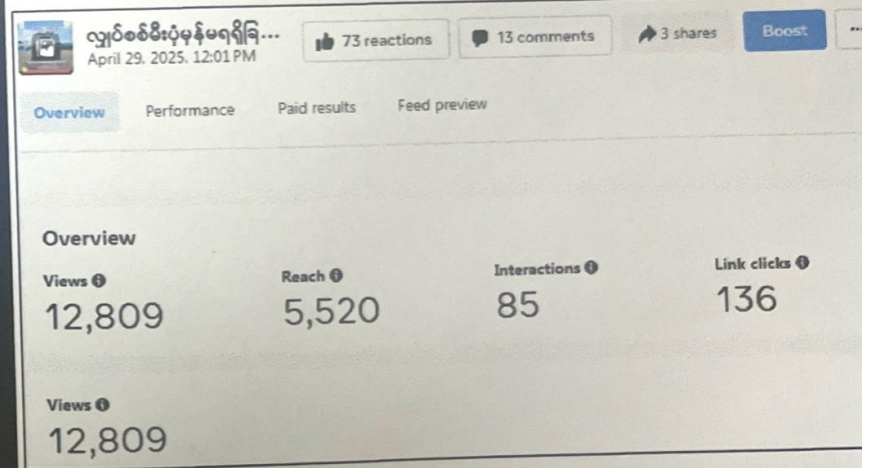 လျှပ်စစ်မီးပုံမှန်မရရှိခြ...
April 29, 2025, 12:01 PM
73 reactions
13 comments
3 shares
Boost
...
Overview
Performance
Paid results
Feed preview
Overview
Views
Reach
Interactions
Link clicks
12,809
5,520
85
136
Views
12,809